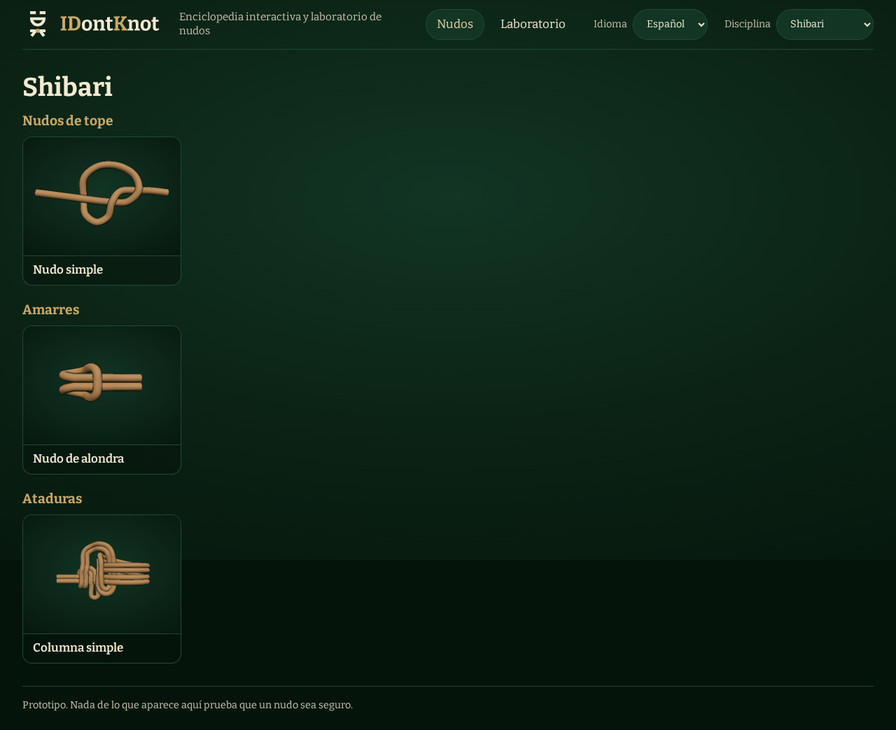 IDontKnot
Enciclopedia interactiva y laboratorio de
nudos
Nudos
Laboratorio
Idioma
Español
Disciplina
Shibari
Shibari
Nudos de tope
Nudo simple
Amarres
Nudo de alondra
Ataduras
Columna simple
Prototipo. Nada de lo que aparece aquí prueba que un nudo sea seguro.